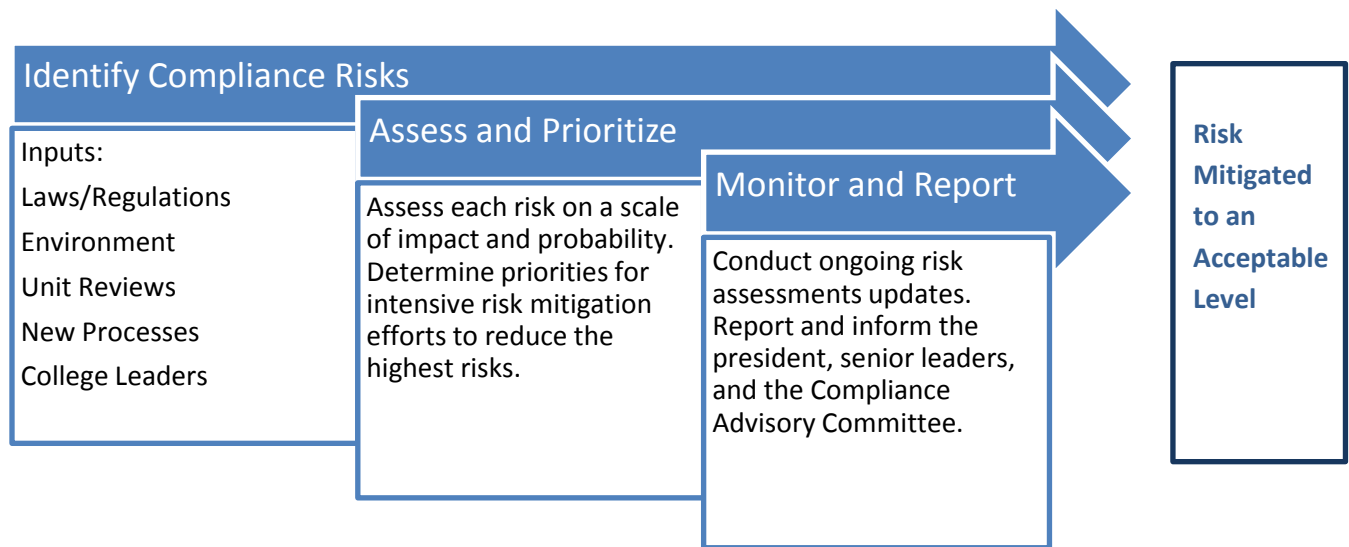 Identify Compliance Risks
Inputs:
Laws/Regulations
Environment
Unit Reviews
New Processes
College Leaders
Assess and Prioritize
Assess each risk on a scale
of impact and probability.
Determine priorities for
intensive risk mitigation
efforts to reduce the
highest risks.
Monitor and Report
Conduct ongoing risk
assessments updates.
Report and inform the
president, senior leaders,
and the Compliance
Advisory Committee.
Risk
Mitigated
to an
Acceptable
Level